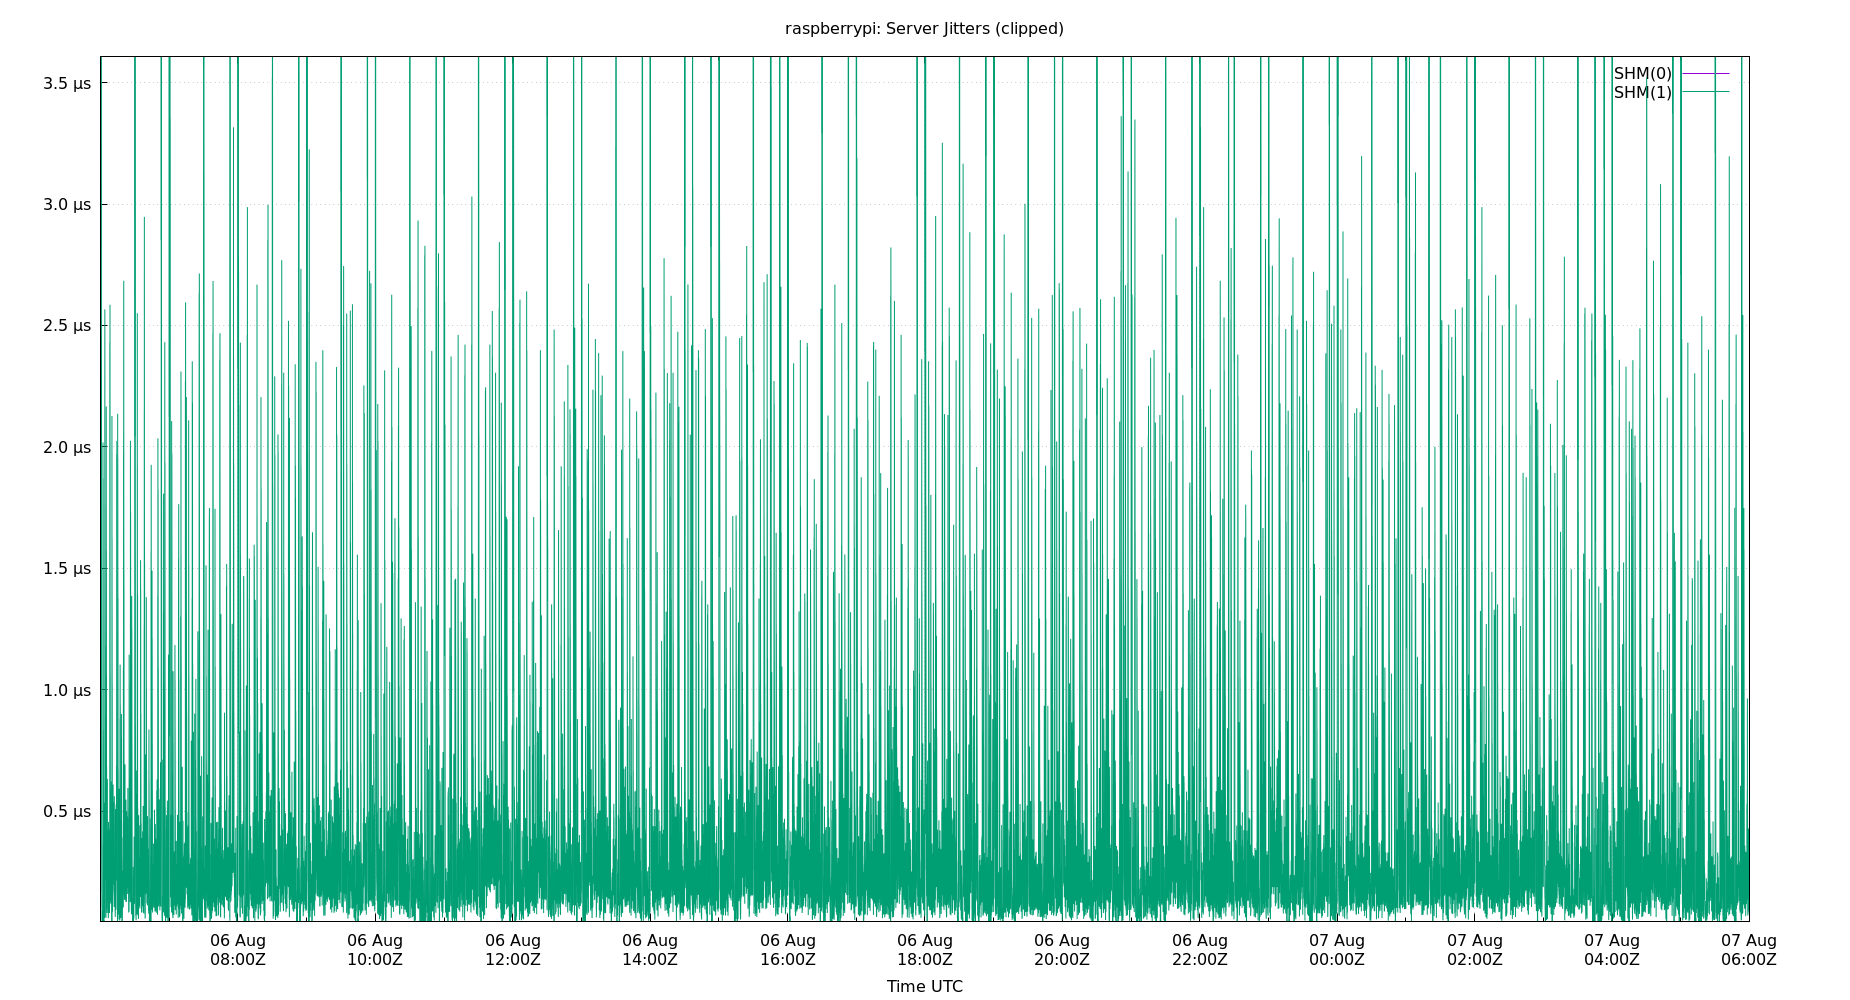 raspberrypi: Server Jitters (clipped)
3.5 µs
SHM(0)
SHM(1)
3.0 µs
2.5 µs
2.0 µs
1.5 µs
1.0 µs
0.5 µs
06 Aug 06 Aug 06 Aug 06 Aug 06 Aug 06 Aug 06 Aug 06 Aug 07 Aug 07 Aug 07 Aug 07 Aug
08:00Z 10:00Z 12:00Z 14:00Z 16:00Z 18:00Z 20:00Z 22:00Z 00:00Z 02:00Z 04:00Z 06:00Z
Time UTC